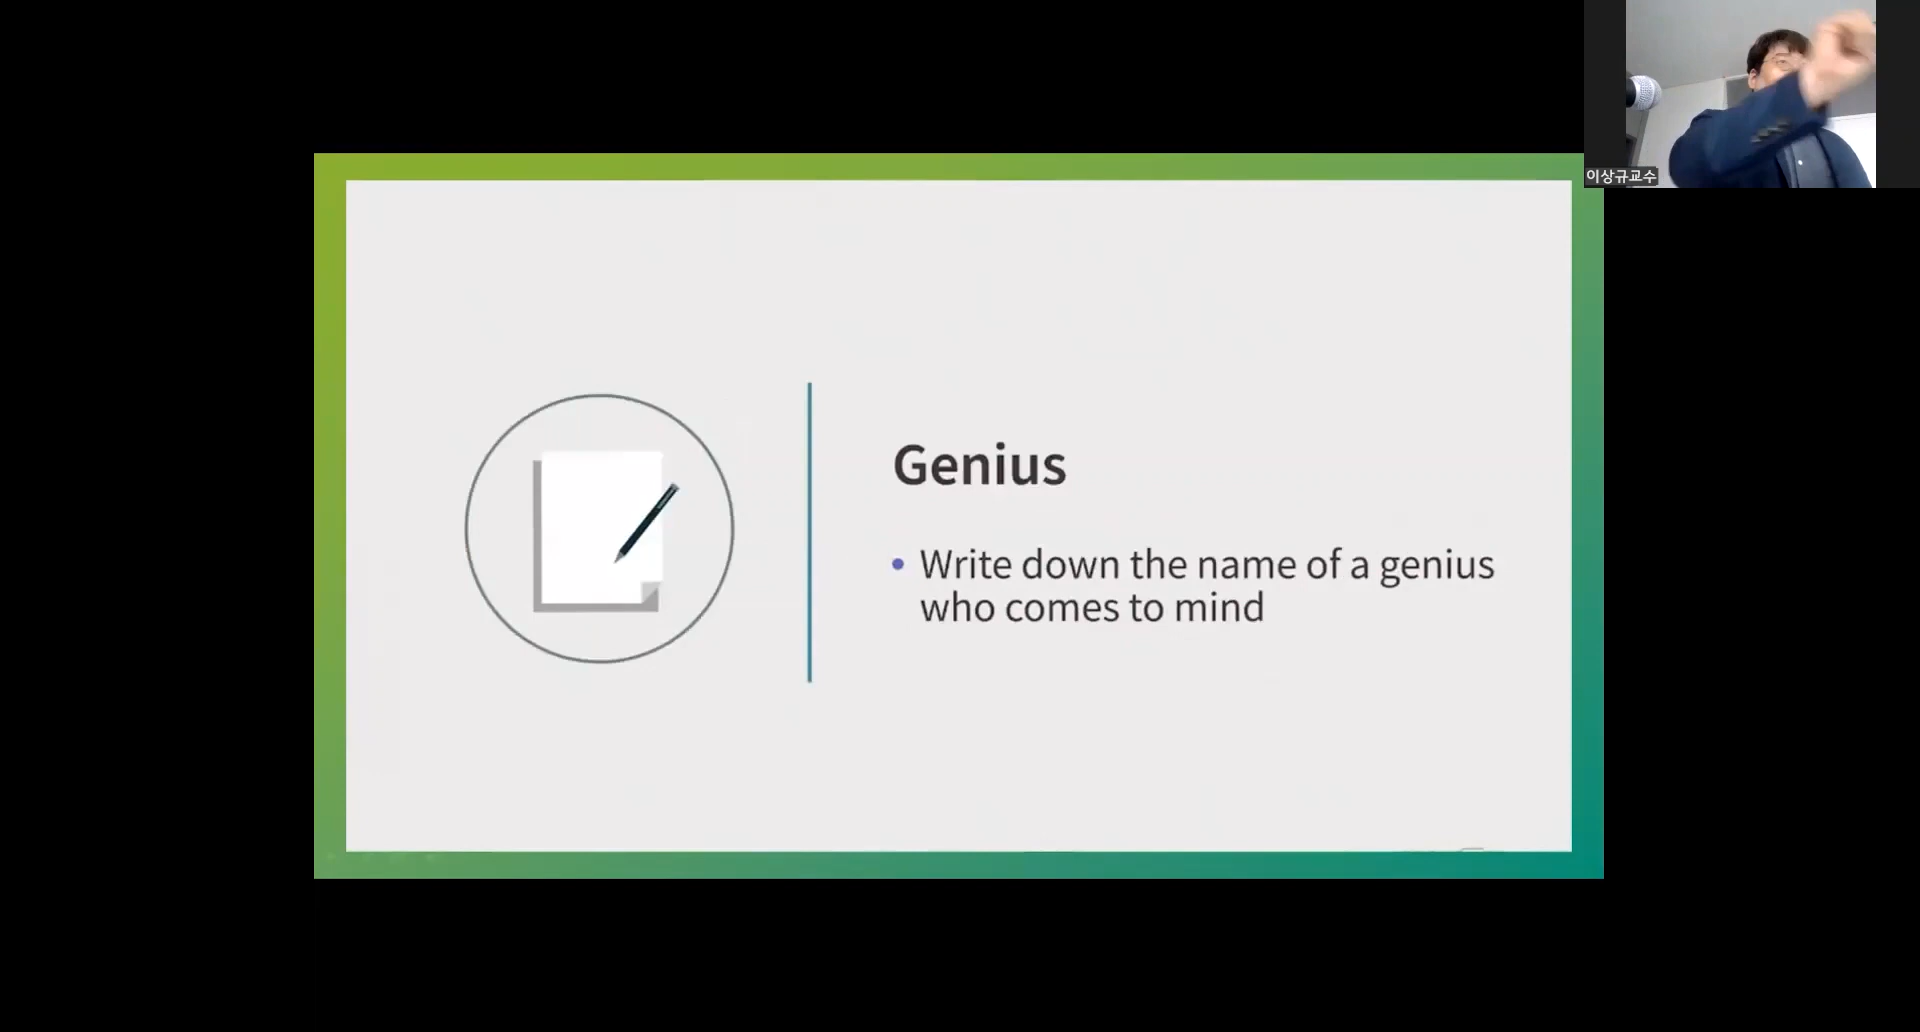 이상규교수
Genius
• Write down the name of a genius
who comes to mind